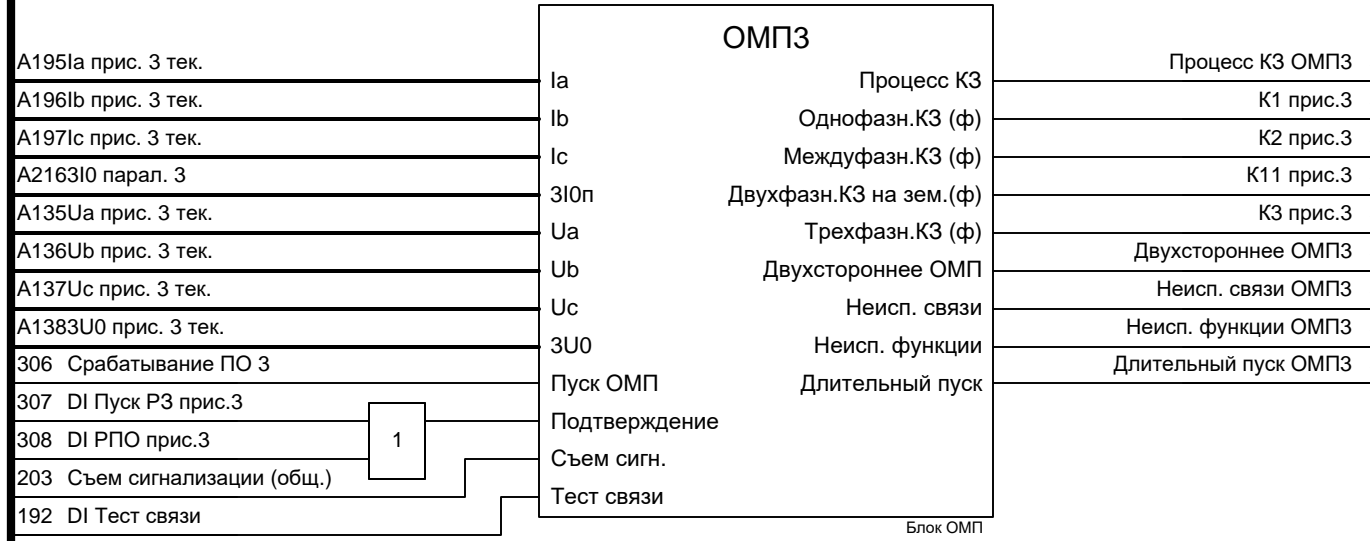 ОМП3
A195Ia прис. 3 тек.
A196Ib прис. 3 тек.
A197Ic прис. 3 тек.
A2163I0 парал. 3
A135Ua прис. 3 тек.
A136Ub прис. 3 тек.
A137Uc прис. 3 тек.
A1383U0 прис. 3 тек.
306 Срабатывание ПО 3
307 DI Пуск РЗ прис.3
308 DI РПО прис.3
203 Съем сигнализации (общ.)
192 DI Тест связи
1
Ia
Ib
Ic
3I0п
Ua
Ub
Uc
3U0
Пуск ОМП
Подтверждение
Съем сигн.
Тест связи
Процесс КЗ
Однофазн.КЗ (ф)
Междуфазн.КЗ (ф)
Двухфазн.КЗ на зем.(ф)
Трехфазн.КЗ (ф)
Двухстороннее ОМП
Неисп. связи
Неисп. функции
Длительный пуск
Блок ОМП
Процесс КЗ ОМП3
К1 прис.3
К2 прис.3
К11 прис.3
К3 прис.3
Двухстороннее ОМП3
Неисп. связи ОМП3
Неисп. функции ОМП3
Длительный пуск ОМП3